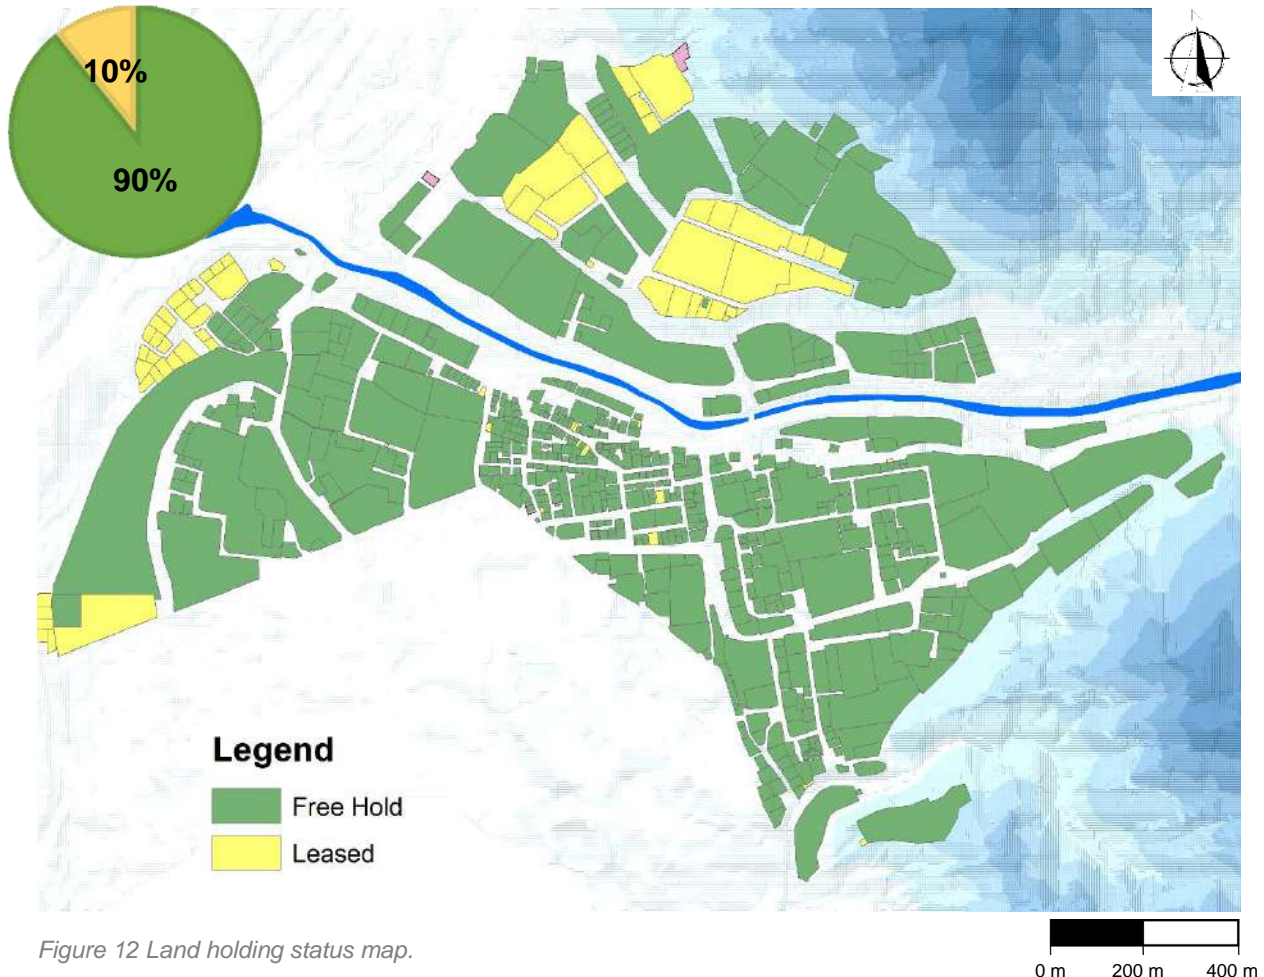 10%
90%
Legend
Free Hold
Leased
Figure 12 Land holding status map.
0 m 200 m 400 m